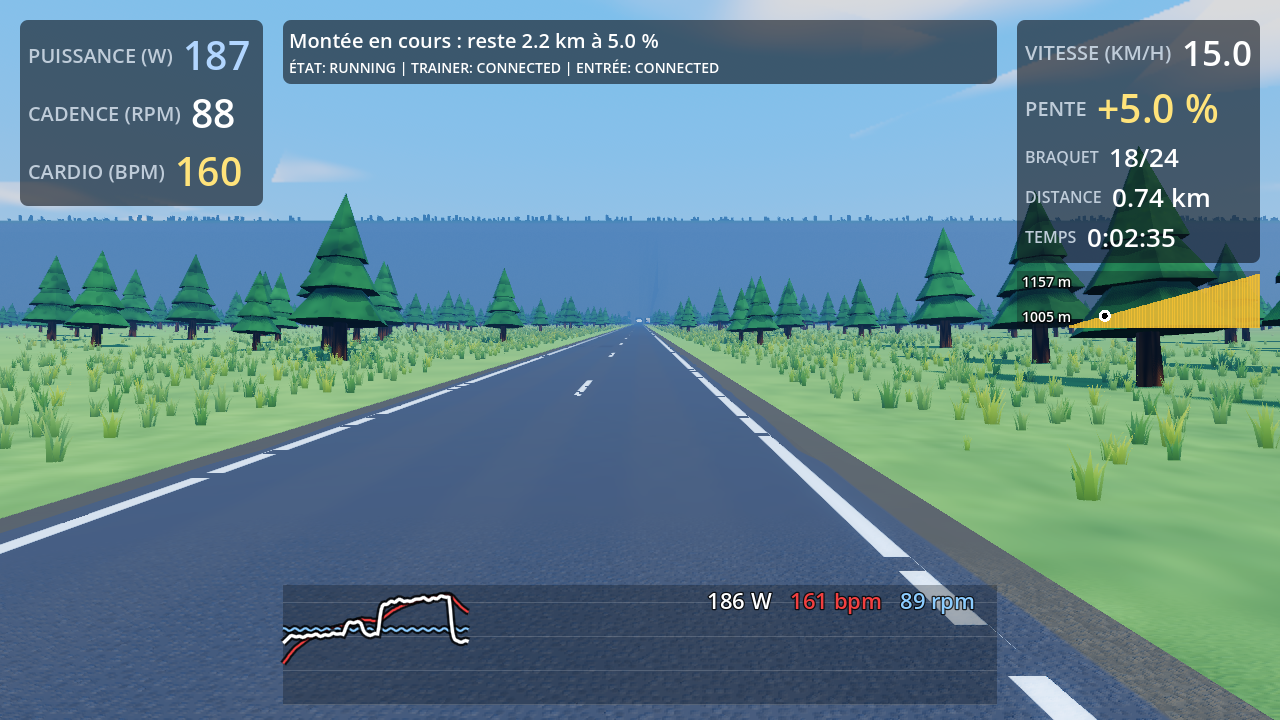 PUISSANCE (W) 187
CADENCE (RPM) 88
CARDIO (BPM) 160
Montée en cours : reste 2.2 km à 5.0 %
ÉTAT: RUNNING | TRAINER: CONNECTED | ENTRÉE: CONNECTED
VITESSE (KM/H) 15.0
PENTE +5.0 %
BRAQUET 18/24
DISTANCE 0.74 km
TEMPS 0:02:35
1157 m
1005 m
186 W 161 bpm 89 rpm